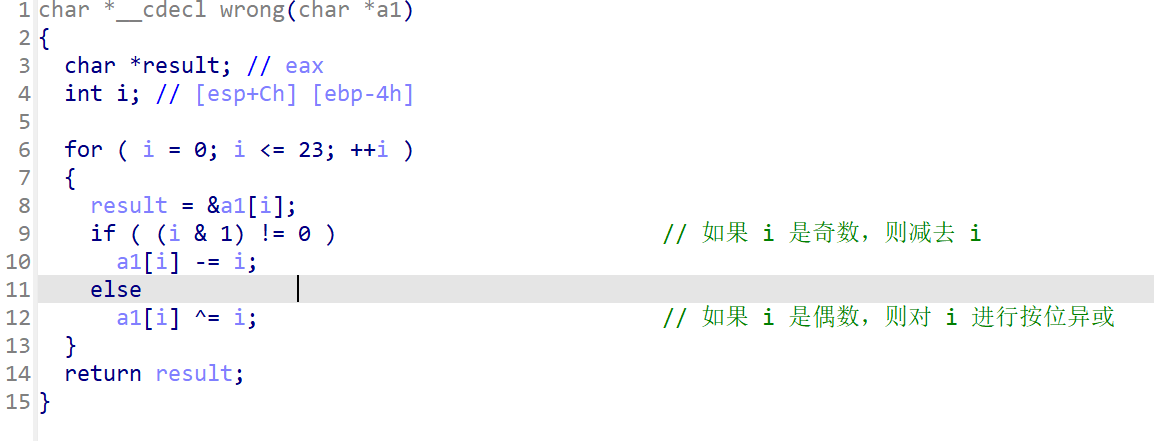 1 char *__cdecl wrong(char *a1)
2 {
3   char *result; // eax
4   int i; // [esp+Ch] [ebp-4h]
5
6   for ( i = 0; i <= 23; ++i )
7   {
8     result = &a1[i];
9     if ( (i & 1) != 0 )                         // 如果 i 是奇数，则减去 i
10       a1[i] -= i;
11     else
12       a1[i] ^= i;                               // 如果 i 是偶数，则对 i 进行按位异或
13   }
14   return result;
15 }